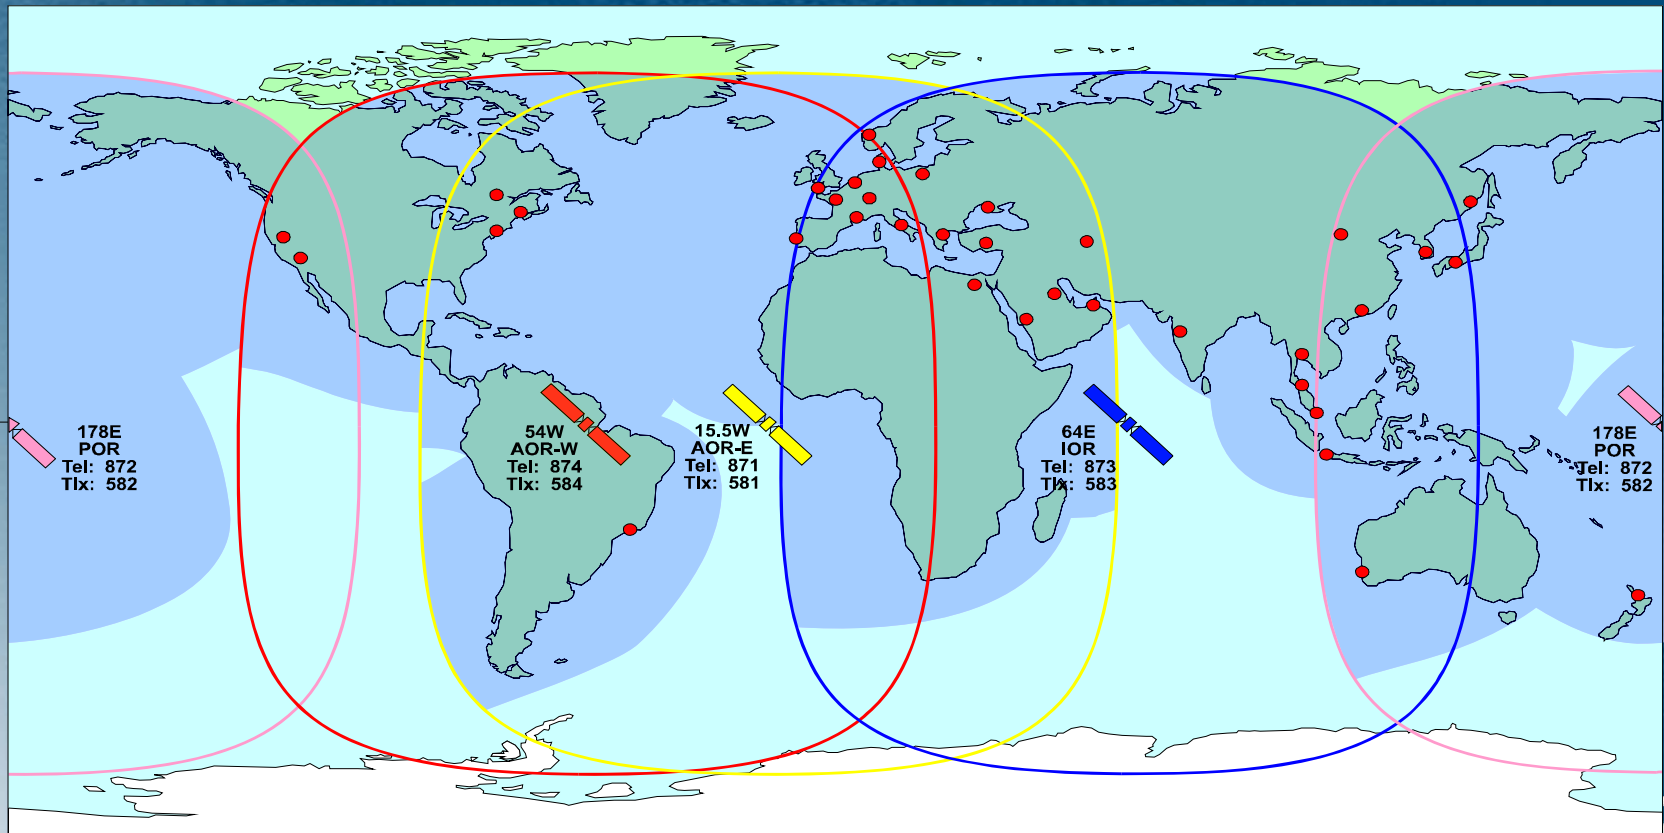 178E
POR
Tel: 872
Tlx: 582
54W
AOR-W
Tel: 874
Tlx: 584
15.5W
AOR-E
Tel: 871
Tlx: 581
64E
IOR
Tel: 873
Tlx: 583
178E
POR
Tel: 872
Tlx: 582